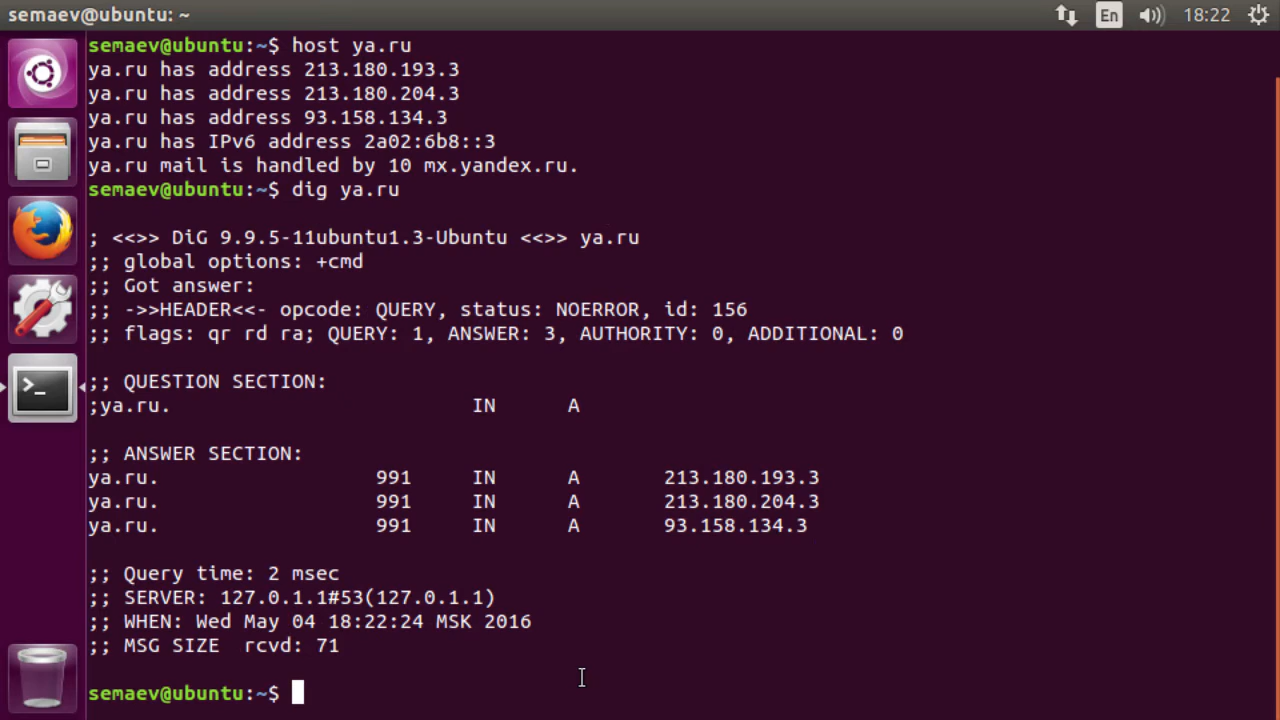 semaev@ubuntu: ~
En
18:22
semaev@ubuntu:~$ host ya.ru
ya.ru has address 213.180.193.3
ya.ru has address 213.180.204.3
ya.ru has address 93.158.134.3
ya.ru has IPv6 address 2a02:6b8::3
ya.ru mail is handled by 10 mx.yandex.ru.
semaev@ubuntu:~$ dig ya.ru
; <<>> DiG 9.9.5-11ubuntu1.3-Ubuntu <<>> ya.ru
;; global options: +cmd
;; Got answer:
;; ->>HEADER<<- opcode: QUERY, status: NOERROR, id: 156
;; flags: qr rd ra; QUERY: 1, ANSWER: 3, AUTHORITY: 0, ADDITIONAL: 0
;; QUESTION SECTION:
;ya.ru. IN A
;; ANSWER SECTION:
ya.ru. 991 IN A 213.180.193.3
ya.ru. 991 IN A 213.180.204.3
ya.ru. 991 IN A 93.158.134.3
;; Query time: 2 msec
;; SERVER: 127.0.1.1#53(127.0.1.1)
;; WHEN: Wed May 04 18:22:24 MSK 2016
;; MSG SIZE rcvd: 71
semaev@ubuntu:~$